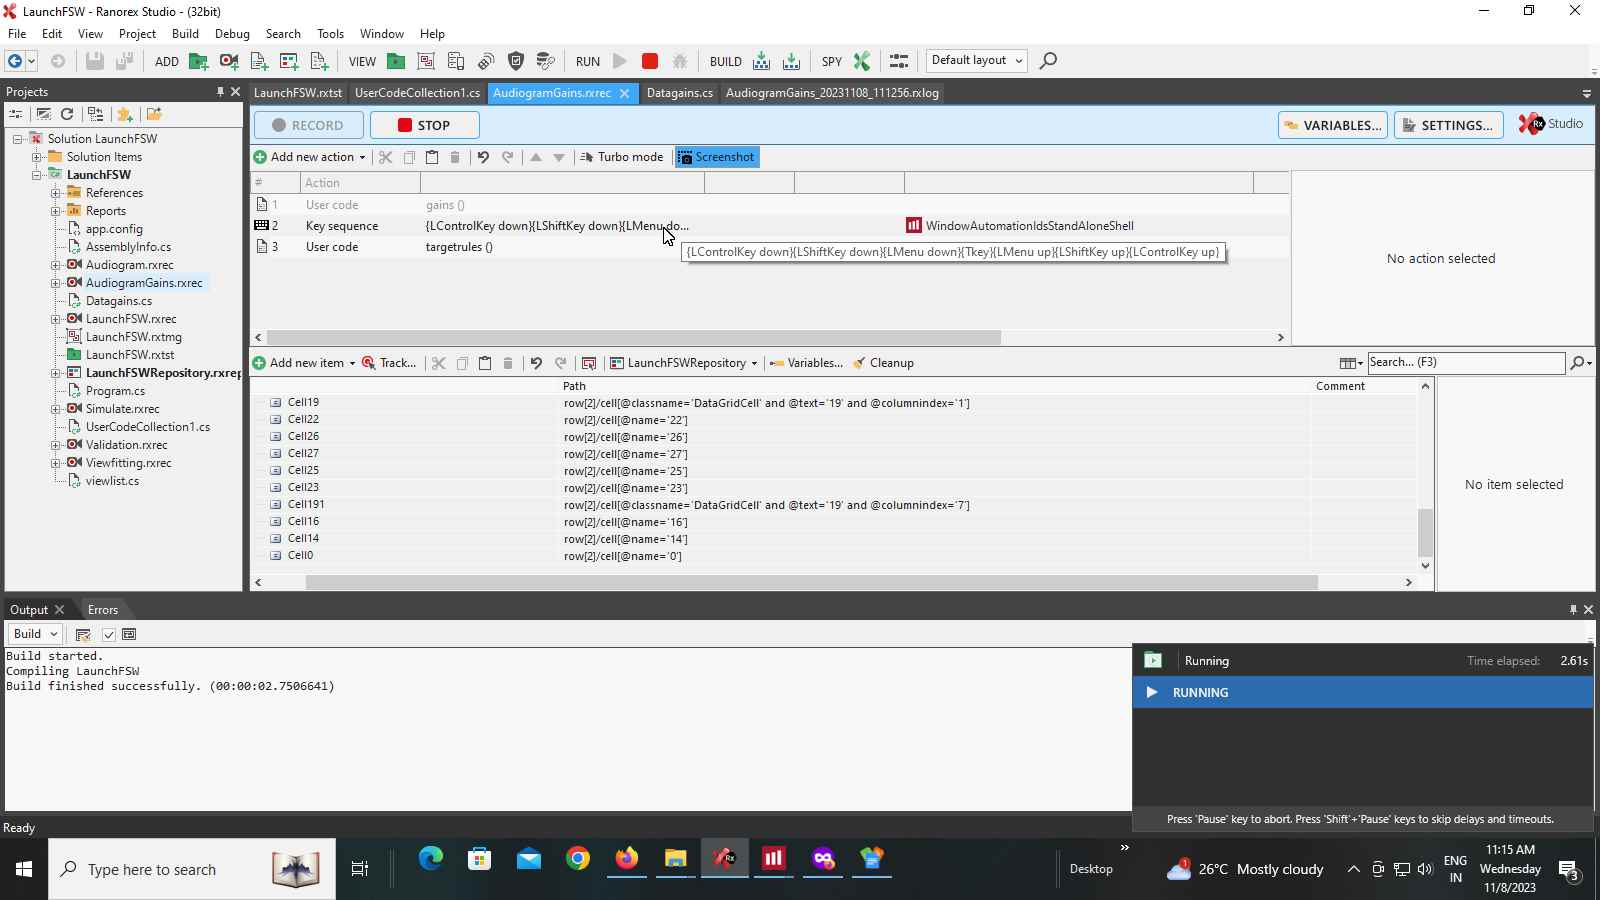 LaunchFSW - Ranorex Studio - (32bit)
File Edit View Project Build Debug Search Tools Window Help
ADD VIEW RUN BUILD SPY Default layout
Projects
LaunchFSW.rxtst UserCodeCollection1.cs AudiogramGains.rxrec Datagains.cs AudiogramGains_20231108_111256.rxlog
RECORD STOP VARIABLES... SETTINGS... Rx Studio
Solution LaunchFSW
Solution Items
LaunchFSW
References
Reports
app.config
AssemblyInfo.cs
Audiogram.rxrec
AudiogramGains.rxrec
Datagains.cs
LaunchFSW.rxrec
LaunchFSW.rxtmg
LaunchFSW.rxtst
LaunchFSWRepository.rxrep
Program.cs
Simulate.rxrec
UserCodeCollection1.cs
Validation.rxrec
Viewfitting.rxrec
viewlist.cs
Add new action Turbo mode Screenshot
# Action
1 User code gains ()
2 Key sequence {LControlKey down}{LShiftKey down}{LMenu do... WindowAutomationIdsStandAloneShell
3 User code targetrules ()
{LControlKey down}{LShiftKey down}{LMenu down}{Tkey}{LMenu up}{LShiftKey up}{LControlKey up}
No action selected
Add new item Track... LaunchFSWRepository Variables... Cleanup Search... (F3)
Path Comment
Cell19 row[2]/cell[@classname='DataGridCell' and @text='19' and @columnindex='1']
Cell22 row[2]/cell[@name='22']
Cell26 row[2]/cell[@name='26']
Cell27 row[2]/cell[@name='27']
Cell25 row[2]/cell[@name='25']
Cell23 row[2]/cell[@name='23']
Cell191 row[2]/cell[@classname='DataGridCell' and @text='19' and @columnindex='7']
Cell16 row[2]/cell[@name='16']
Cell14 row[2]/cell[@name='14']
Cell0 row[2]/cell[@name='0']
No item selected
Output Errors
Build
Build started.
Compiling LaunchFSW
Build finished successfully. (00:00:02.7506641)
Running Time elapsed: 2.61s
RUNNING
Press 'Pause' key to abort. Press 'Shift'+'Pause' keys to skip delays and timeouts.
Ready
Type here to search
Rx
Desktop
1
26°C Mostly cloudy
ENG
IN
11:15 AM
Wednesday
11/8/2023
3